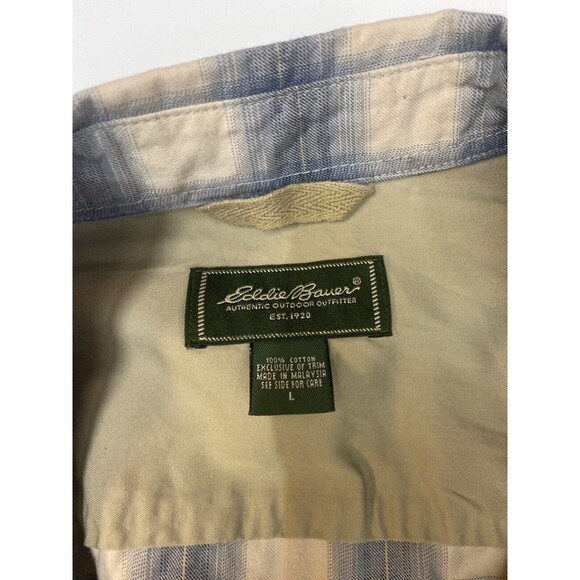 Eddie Bauer®
AUTHENTIC OUTDOOR OUTFITTER
EST. 1920
100% COTTON
EXCLUSIVE OF TRIM
MADE IN MALAYSIA
SEE SIDE FOR CARE
L